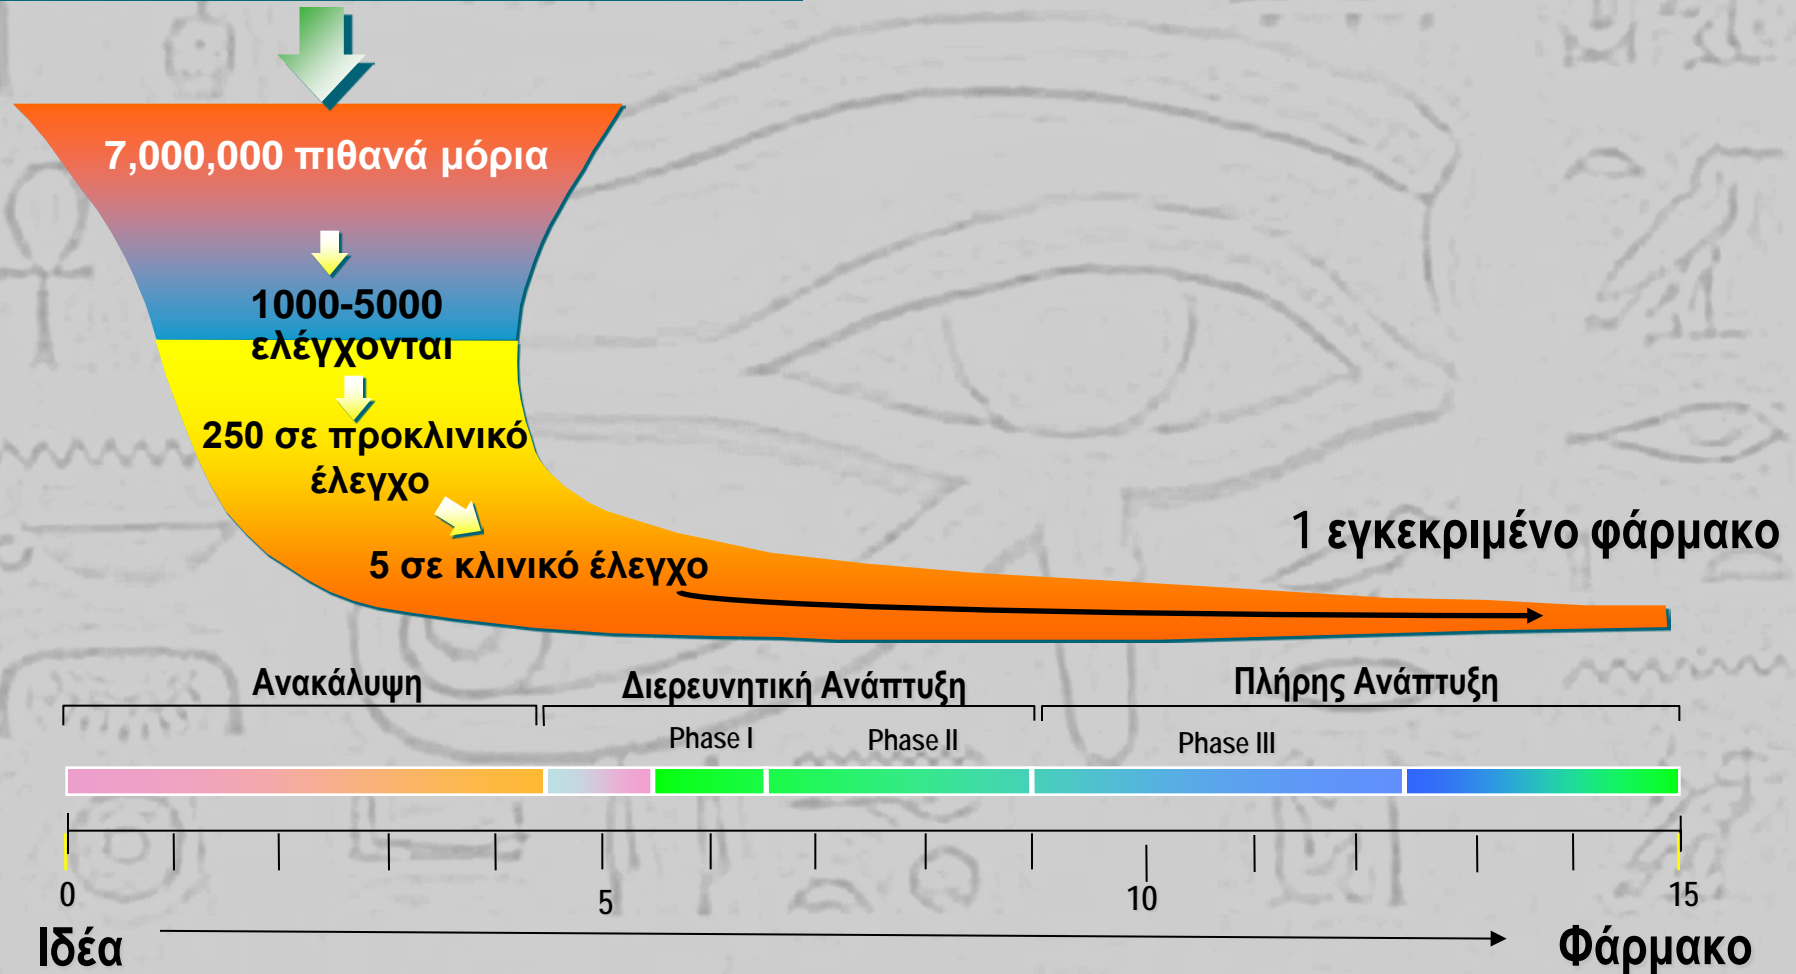 7,000,000 πιθανά μόρια
1000-5000
ελέγχονται
250 σε προκλινικό
έλεγχο
5 σε κλινικό έλεγχο
1 εγκεκριμένο φάρμακο
Ανακάλυψη
Διερευνητική Ανάπτυξη
Πλήρης Ανάπτυξη
Phase I
Phase II
Phase III
0
5
10
15
Ιδέα
Φάρμακο